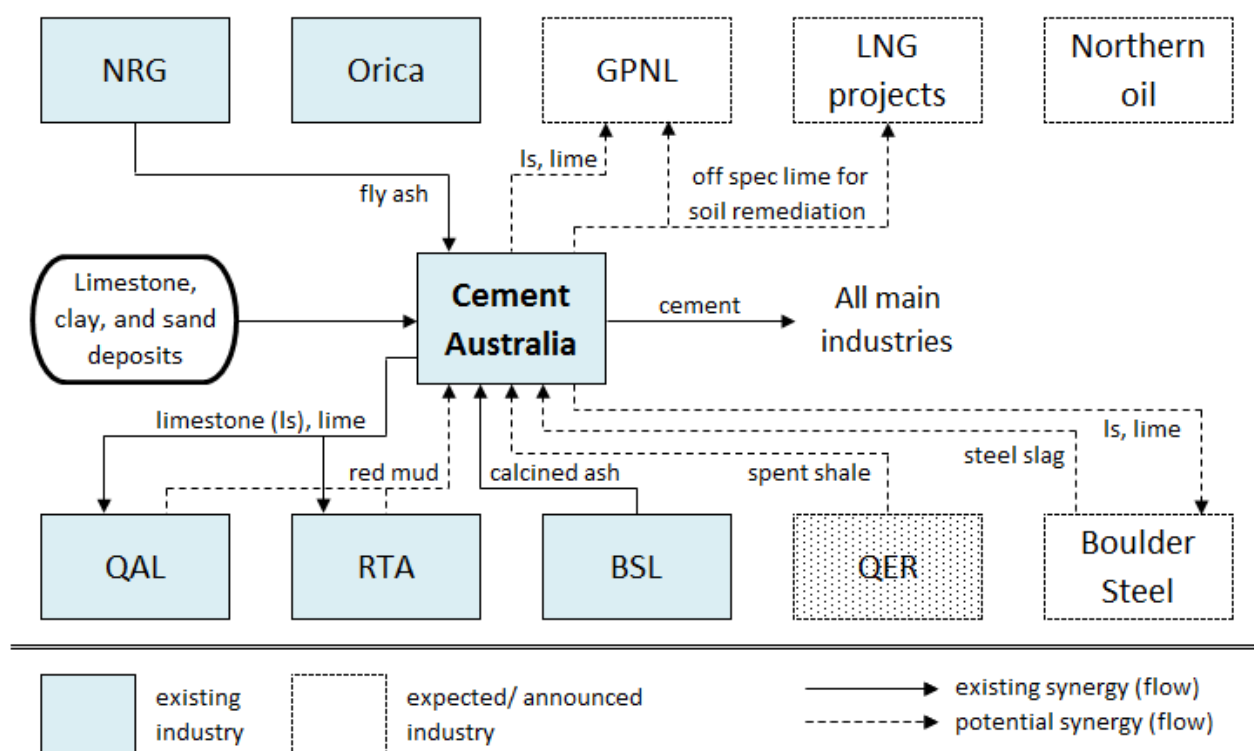 NRG
Orica
GPNL
LNG
projects
Northern
oil
ls, lime
fly ash
off spec lime for
soil remediation
Limestone,
clay, and sand
deposits
Cement
Australia
cement
All main
industries
limestone (ls), lime
red mud
calcined ash
spent shale
steel slag
ls, lime
QAL
RTA
BSL
QER
Boulder
Steel
existing
industry
expected/ announced
industry
existing synergy (flow)
potential synergy (flow)